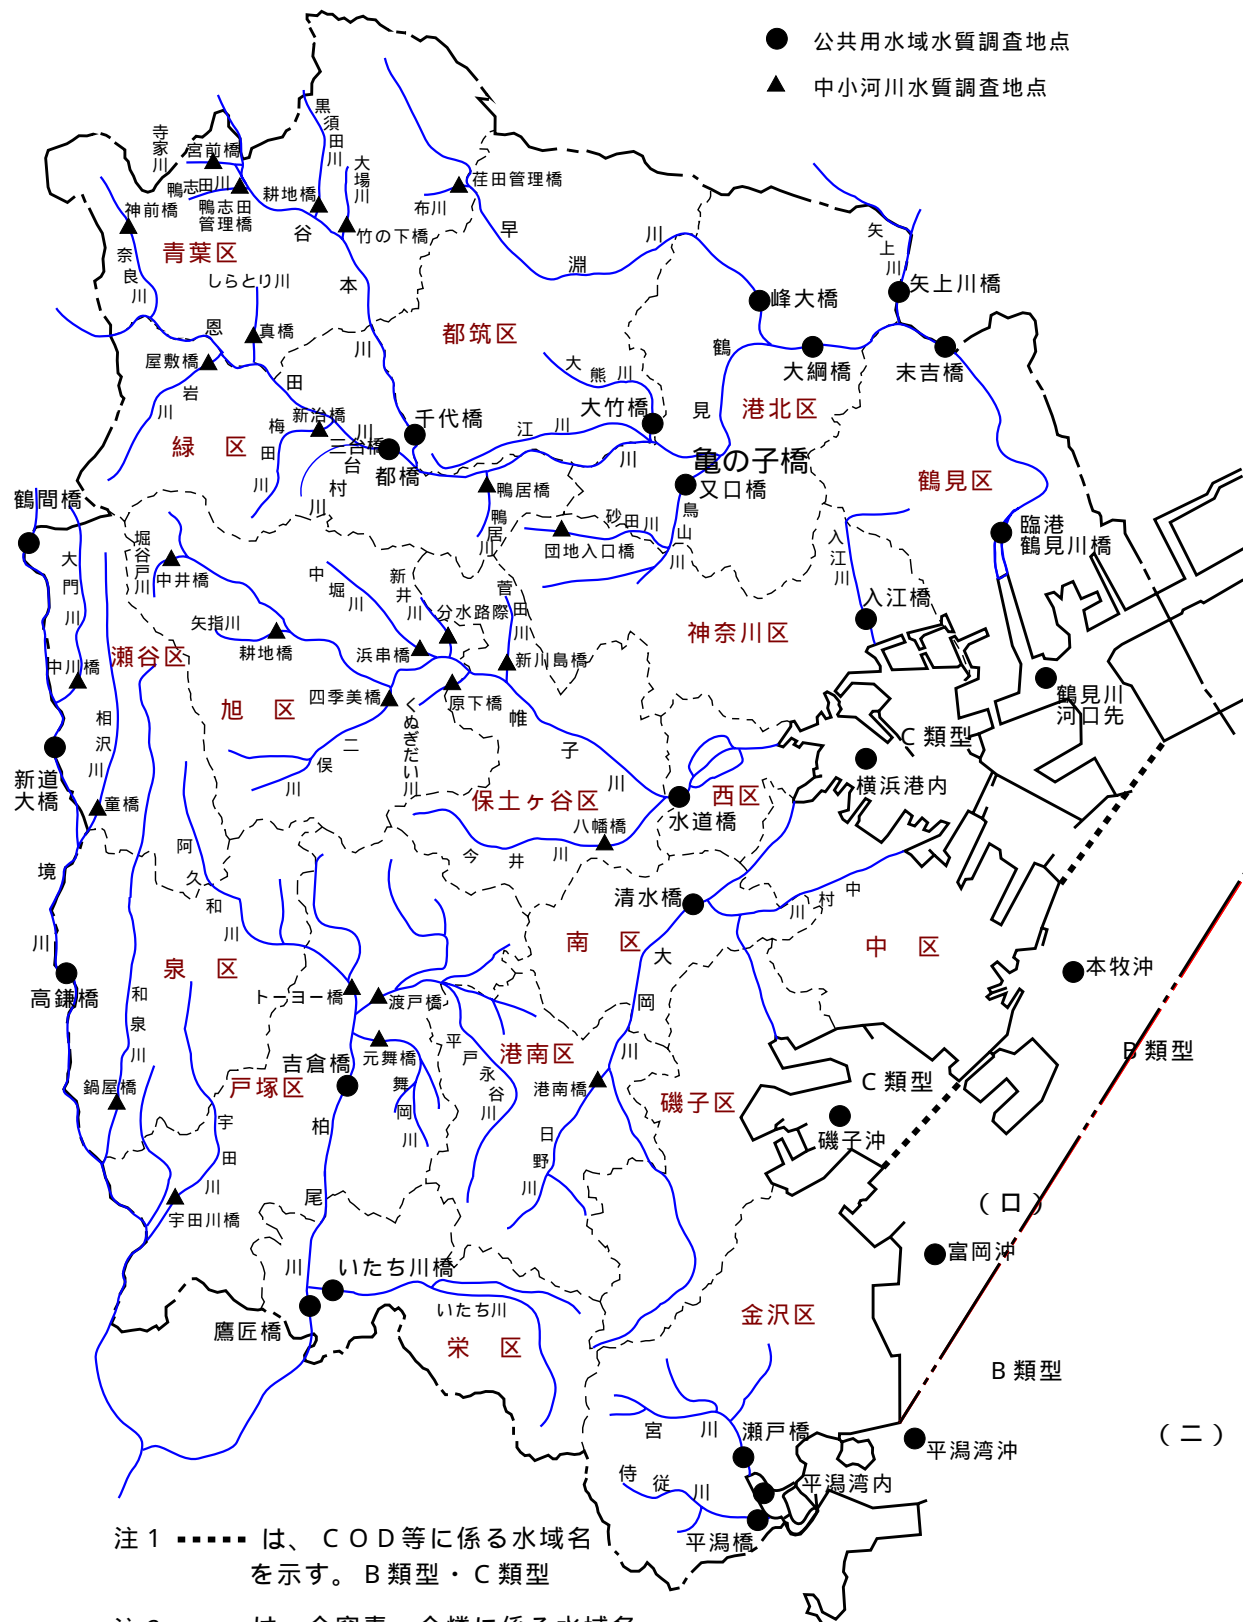 公共用水域水質調査地点
中小河川水質調査地点
寺家川
宮前橋
黒須田川
大場川
鴨志田川
鴨志田
管理橋
耕地橋
荏田管理橋
布川
神前橋
竹の下橋
谷本川
早淵川
矢上川
青葉区
奈良川
しらとり川
矢上川橋
峰大橋
恩田川
真橋
都筑区
鶴見川
屋敷橋
大熊川
大綱橋
末吉橋
岩川
新治橋
梅田川
千代橋
大竹橋
港北区
江川
緑 区
三台橋
台村川
都橋
亀の子橋
又口橋
鶴見区
鶴間橋
鴨居橋
鴨居川
砂田川
鳥山川
団地入口橋
臨港
鶴見川橋
入江川
大門川
堀谷戸川
中井橋
中堀川
新井川
分水路際
菅田川
入江橋
矢指川
耕地橋
浜串橋
新川島橋
神奈川区
中川橋
瀬谷区
旭 区
四季美橋
原下橋
くぬぎだい川
帷子川
鶴見川
河口先
相沢川
二俣川
C類型
横浜港内
新道
大橋
童橋
保土ヶ谷区
西区
水道橋
八幡橋
今井川
境川
阿久和川
清水橋
中村川
南 区
大岡川
中 区
泉 区
高鎌橋
和泉川
トーヨー橋
渡戸橋
本牧沖
元舞橋
平戸永谷川
港南区
B類型
吉倉橋
戸塚区
舞岡川
港南橋
C類型
磯子区
鍋屋橋
柏尾川
日野川
磯子沖
宇田川
宇田川橋
(ロ)
富岡沖
いたち川橋
いたち川
鷹匠橋
金沢区
栄 区
B類型
宮川
瀬戸橋
(二)
平潟湾沖
侍従川
平潟湾内
平潟橋
注1 は、COD等に係る水域名
を示す。B類型・C類型